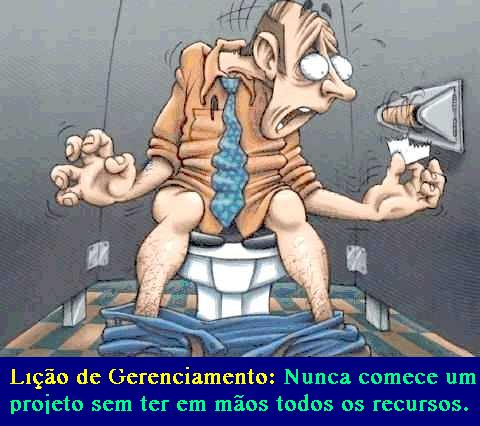 Lição de Gerenciamento: Nunca comece um
projeto sem ter em mãos todos os recursos.